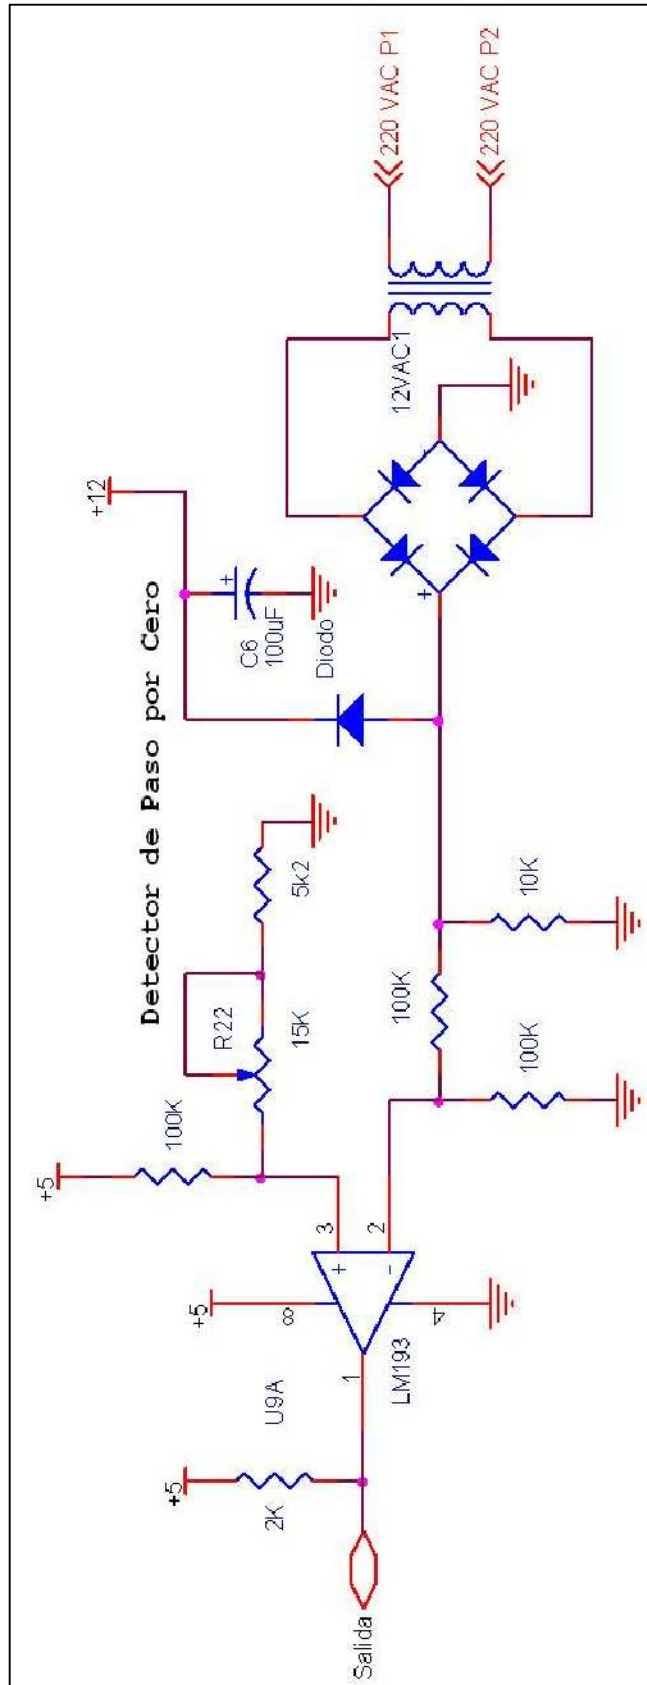 Detector de Paso por Cero
220 VAC P1
220 VAC P2
12VAC1
+12
+
C6
100uF
Diodo
-
+
5k2
R22
15K
100K
+5
10K
100K
100K
3
+
2
-
+5
8
4
LM193
U9A
1
+5
2K
Salida